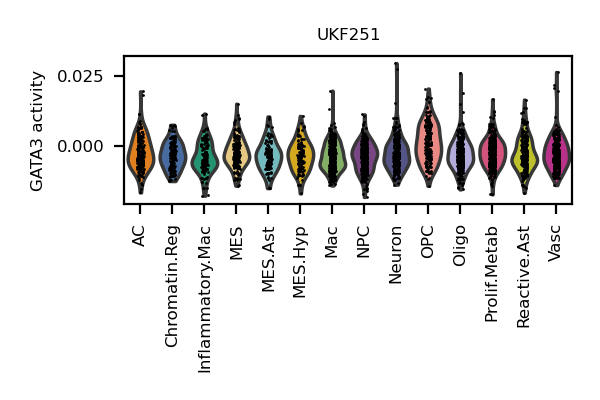 UKF251
GATA3 activity
0.025
0.000
AC
Chromatin.Reg
Inflammatory.Mac
MES
MES.Ast
MES.Hyp
Mac
NPC
Neuron
OPC
Oligo
Prolif.Metab
Reactive.Ast
Vasc